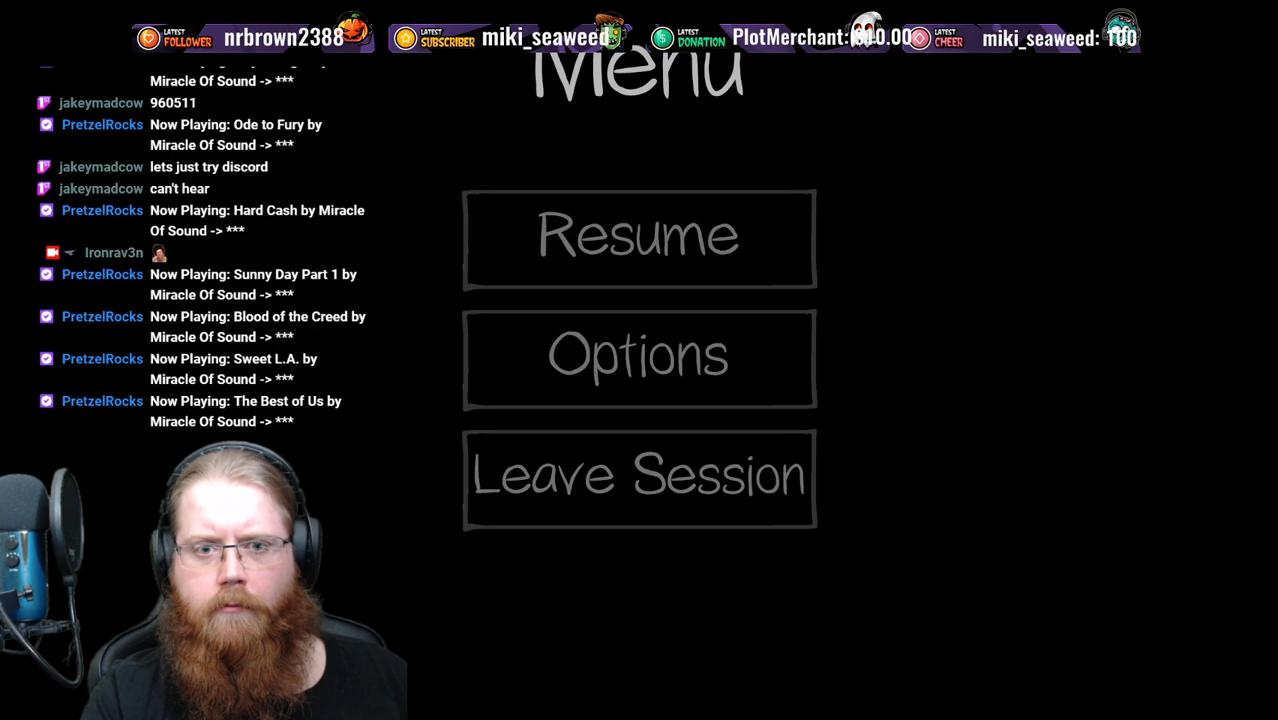 LATEST FOLLOWER nrbrown2388 LATEST SUBSCRIBER miki_seaweed LATEST DONATION PlotMerchant: $10.00 LATEST CHEER miki_seaweed: 100
Menu
Miracle Of Sound -> ***
jakeymadcow 960511
PretzelRocks Now Playing: Ode to Fury by
Miracle Of Sound -> ***
jakeymadcow lets just try discord
jakeymadcow can't hear
PretzelRocks Now Playing: Hard Cash by Miracle
Of Sound -> ***
Ironrav3n
PretzelRocks Now Playing: Sunny Day Part 1 by
Miracle Of Sound -> ***
PretzelRocks Now Playing: Blood of the Creed by
Miracle Of Sound -> ***
PretzelRocks Now Playing: Sweet L.A. by
Miracle Of Sound -> ***
PretzelRocks Now Playing: The Best of Us by
Miracle Of Sound -> ***
Resume
Options
Leave Session